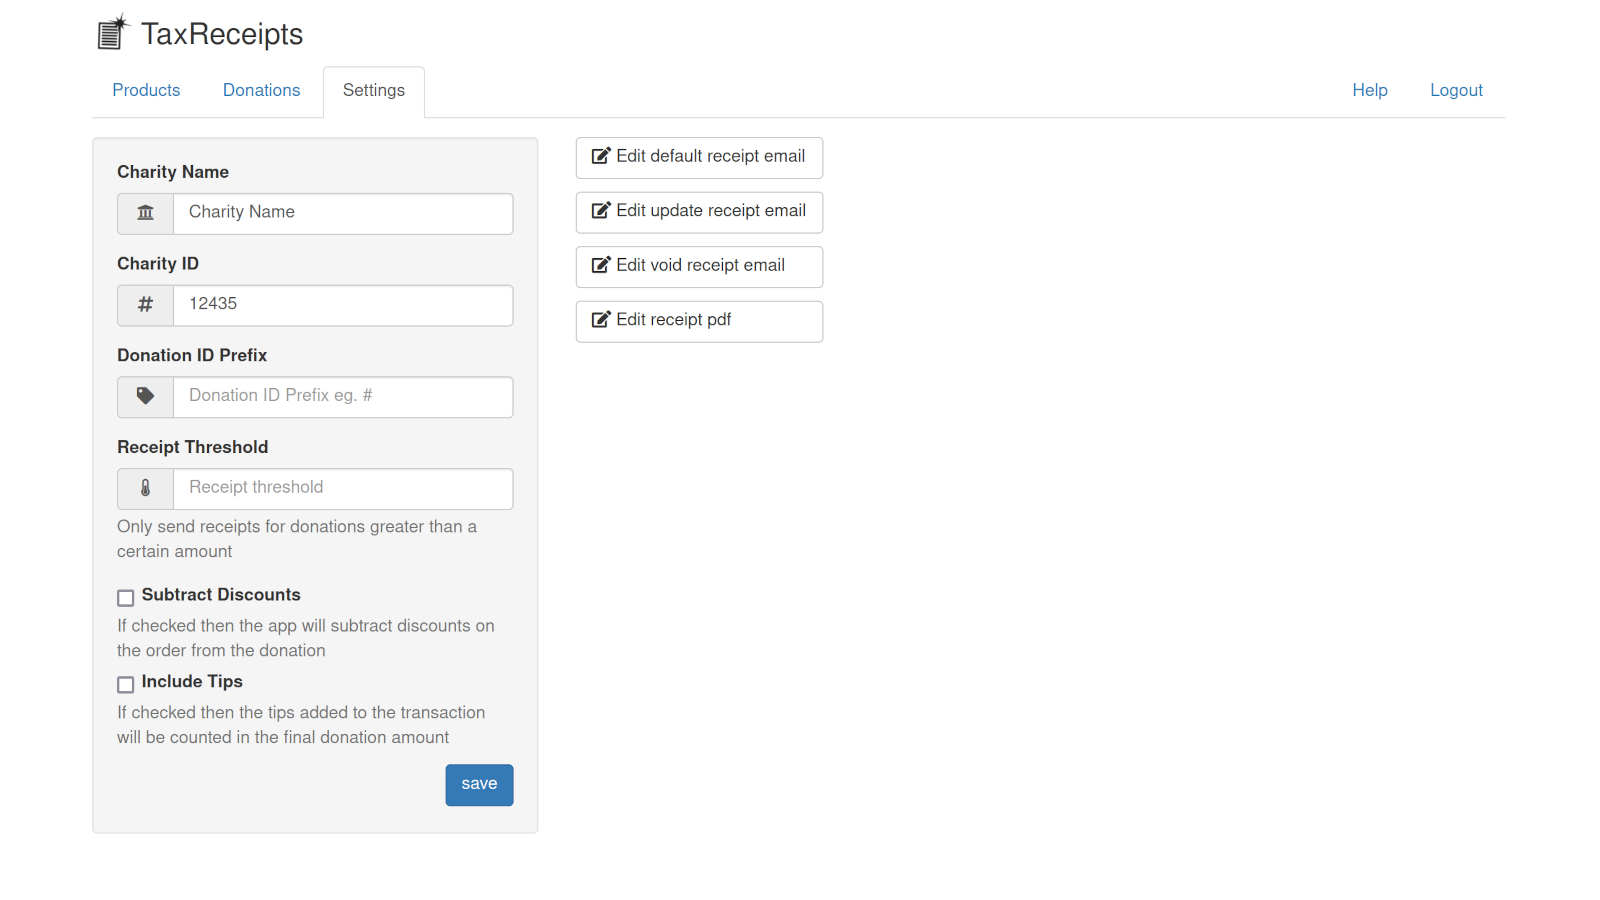 TaxReceipts
Products Donations Settings Help Logout
Charity Name
Charity Name
Charity ID
12435
Donation ID Prefix
Donation ID Prefix eg. #
Receipt Threshold
Receipt threshold
Only send receipts for donations greater than a
certain amount
Subtract Discounts
If checked then the app will subtract discounts on
the order from the donation
Include Tips
If checked then the tips added to the transaction
will be counted in the final donation amount
save
Edit default receipt email
Edit update receipt email
Edit void receipt email
Edit receipt pdf